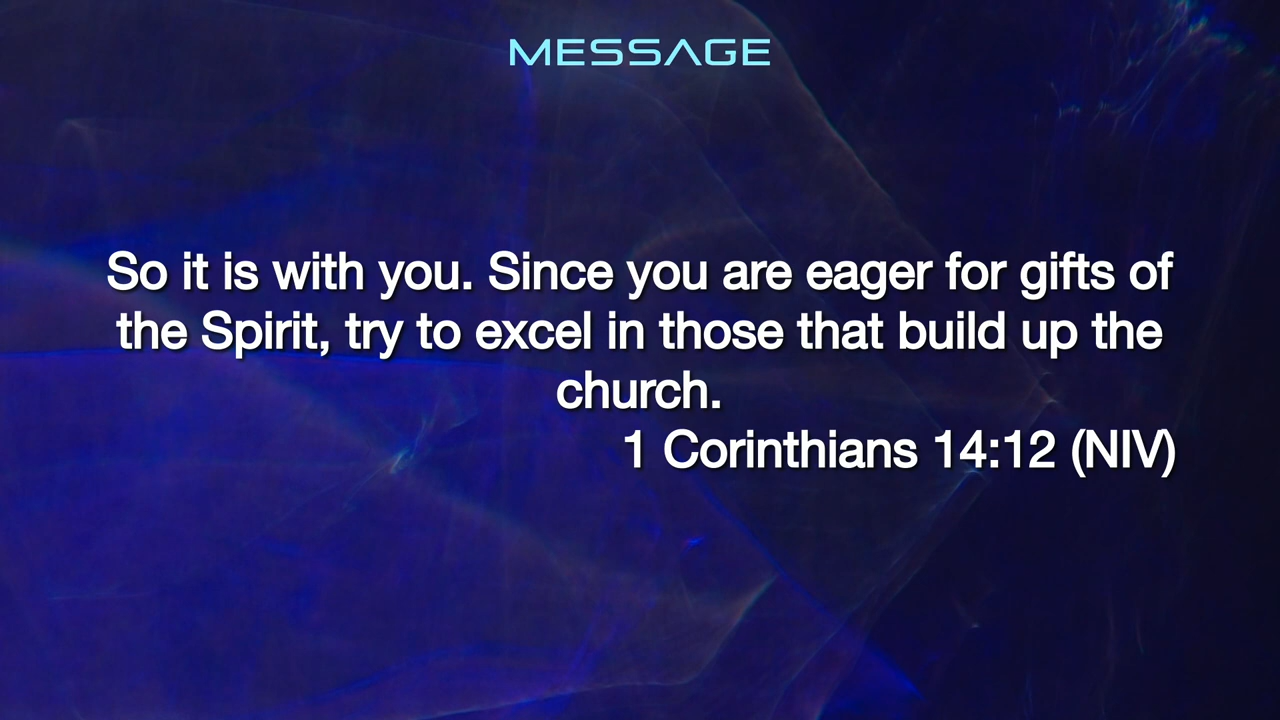 MESSAGE
So it is with you. Since you are eager for gifts of
the Spirit, try to excel in those that build up the
church.
1 Corinthians 14:12 (NIV)